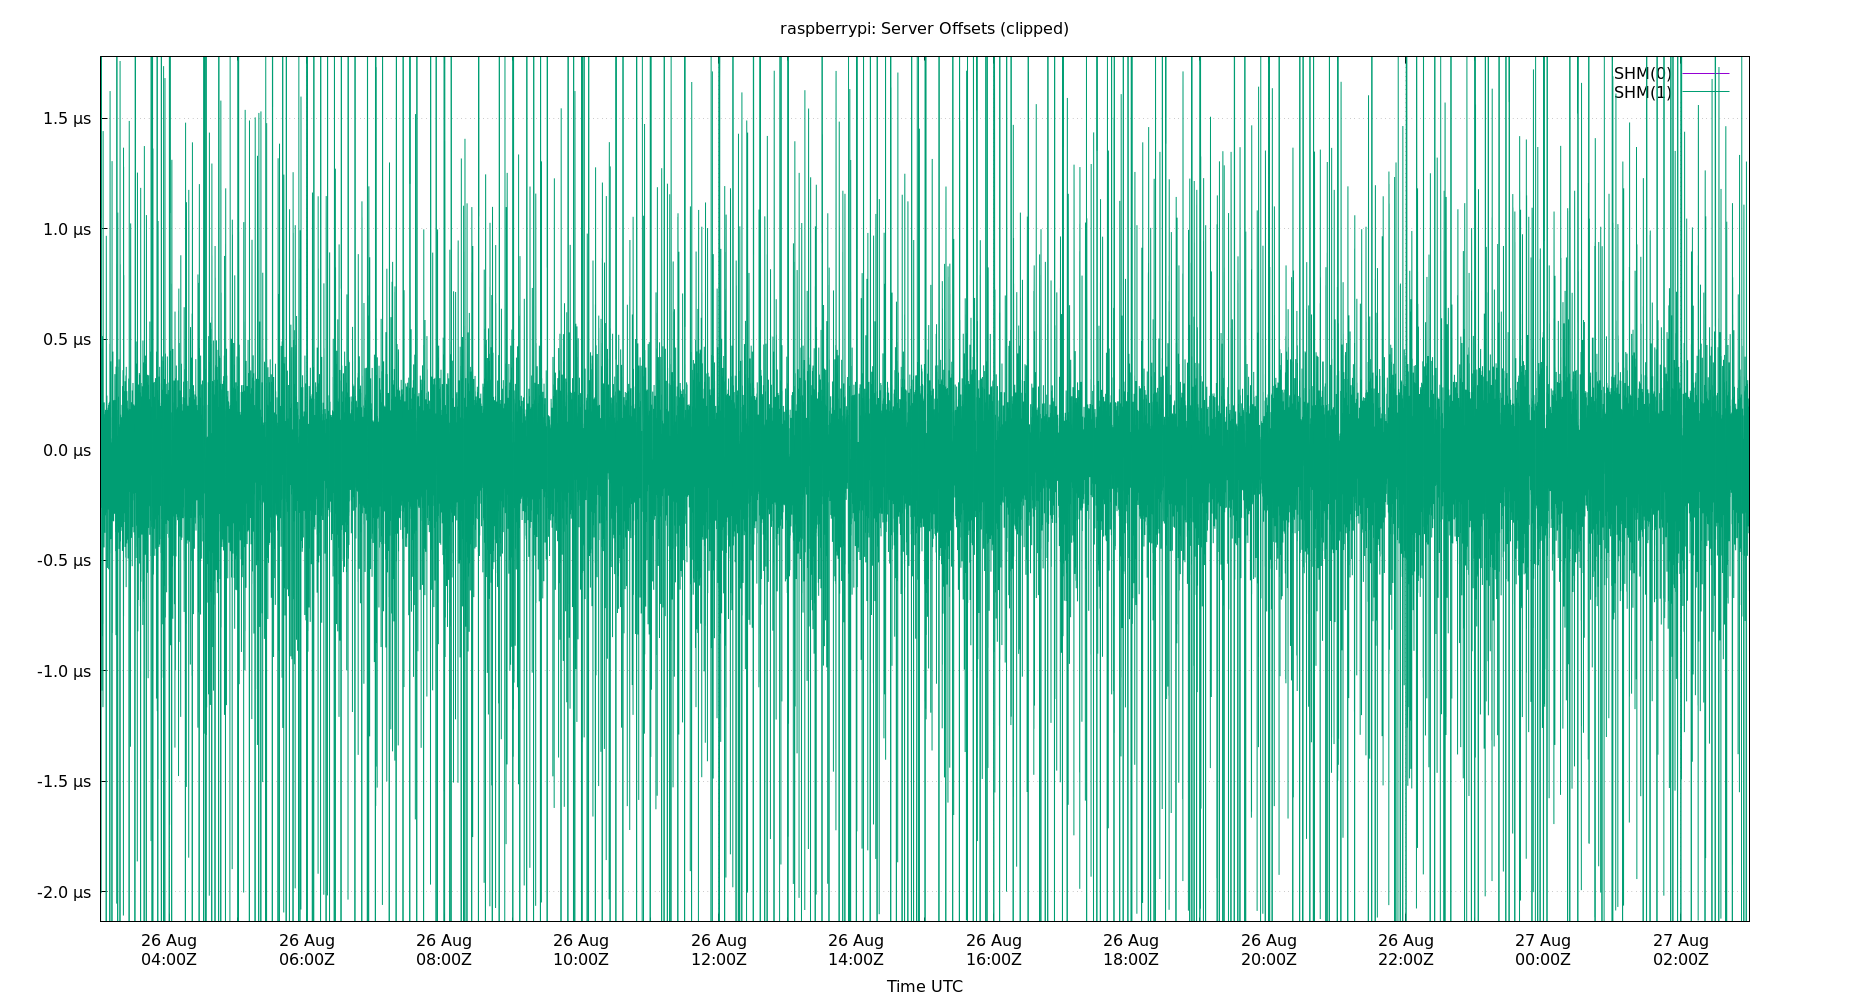 raspberrypi: Server Offsets (clipped)
SHM(0)
SHM(1)
1.5 µs
1.0 µs
0.5 µs
0.0 µs
-0.5 µs
-1.0 µs
-1.5 µs
-2.0 µs
26 Aug 26 Aug 26 Aug 26 Aug 26 Aug 26 Aug 26 Aug 26 Aug 26 Aug 26 Aug 27 Aug 27 Aug
04:00Z 06:00Z 08:00Z 10:00Z 12:00Z 14:00Z 16:00Z 18:00Z 20:00Z 22:00Z 00:00Z 02:00Z
Time UTC